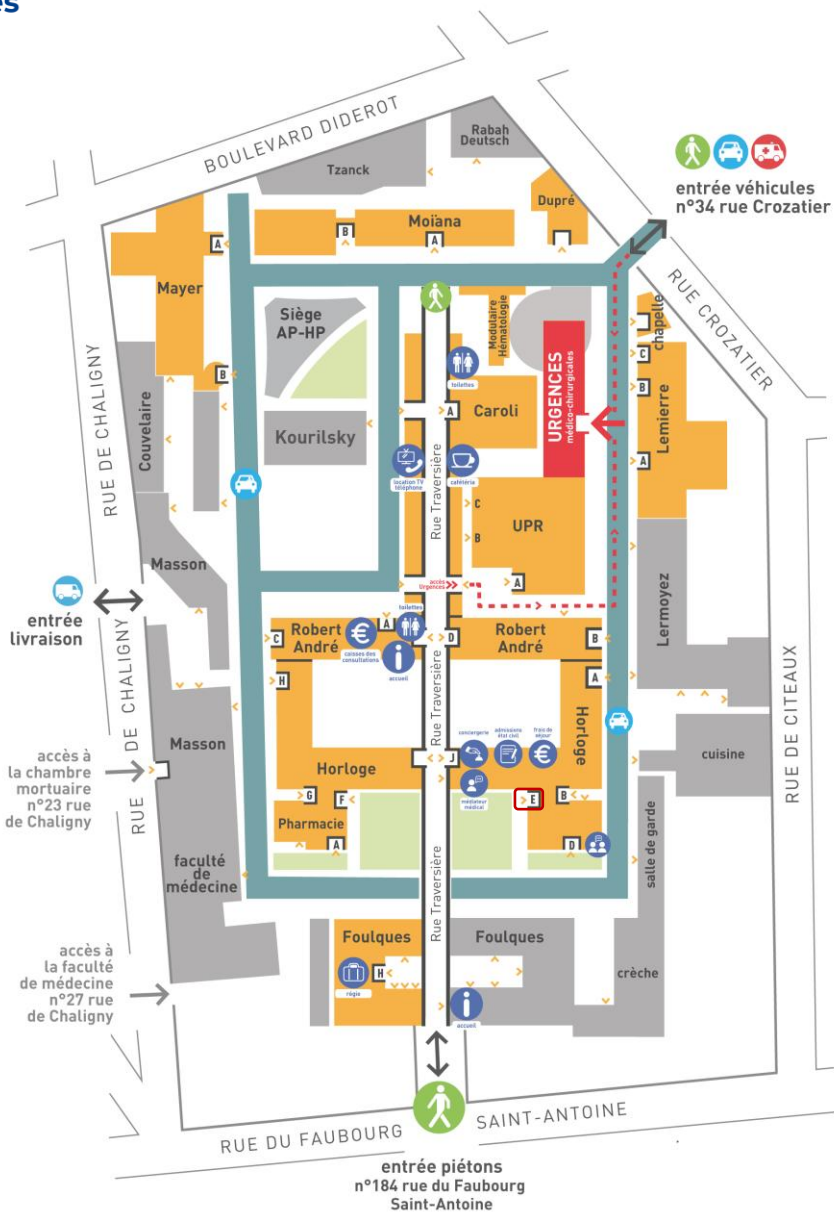 es
BOULEVARD DIDEROT
Rabah
Deutsch
Tzanck
Dupré
Moïana
B
A
A
Mayer
entrée véhicules
n°34 rue Crozatier
RUE CROZATIER
Siège
AP-HP
Modulaire
Hématologie
chapelle
toilettes
URGENCES
médico-chirurgicales
C
B
Lemierre
A
B
Couvelaire
RUE DE CHALIGNY
Kourilsky
A
Caroli
location TV
téléphone
cafétéria
Rue Traversière
C
B
UPR
A
Masson
entrée
livraison
accès
Urgences
Lermoyez
toilettes
C
Robert
André
A
caisses des
consultations
accueil
D
Robert
André
B
H
A
Horloge
RUE DE CHALIGNY
RUE DE CITEAUX
Rue Traversière
Masson
accès à
la chambre
mortuaire
n°23 rue
de Chaligny
conciergerie
admissions
état civil
frais de
séjour
Horloge
J
médiateur
médical
cuisine
G
F
E
B
Pharmacie
A
D
salle de garde
faculté
de
médecine
Rue Traversière
accès à
la faculté
de médecine
n°27 rue
de Chaligny
Foulques
Foulques
H
régie
accueil
crèche
RUE DU FAUBOURG SAINT-ANTOINE
entrée piétons
n°184 rue du Faubourg
Saint-Antoine